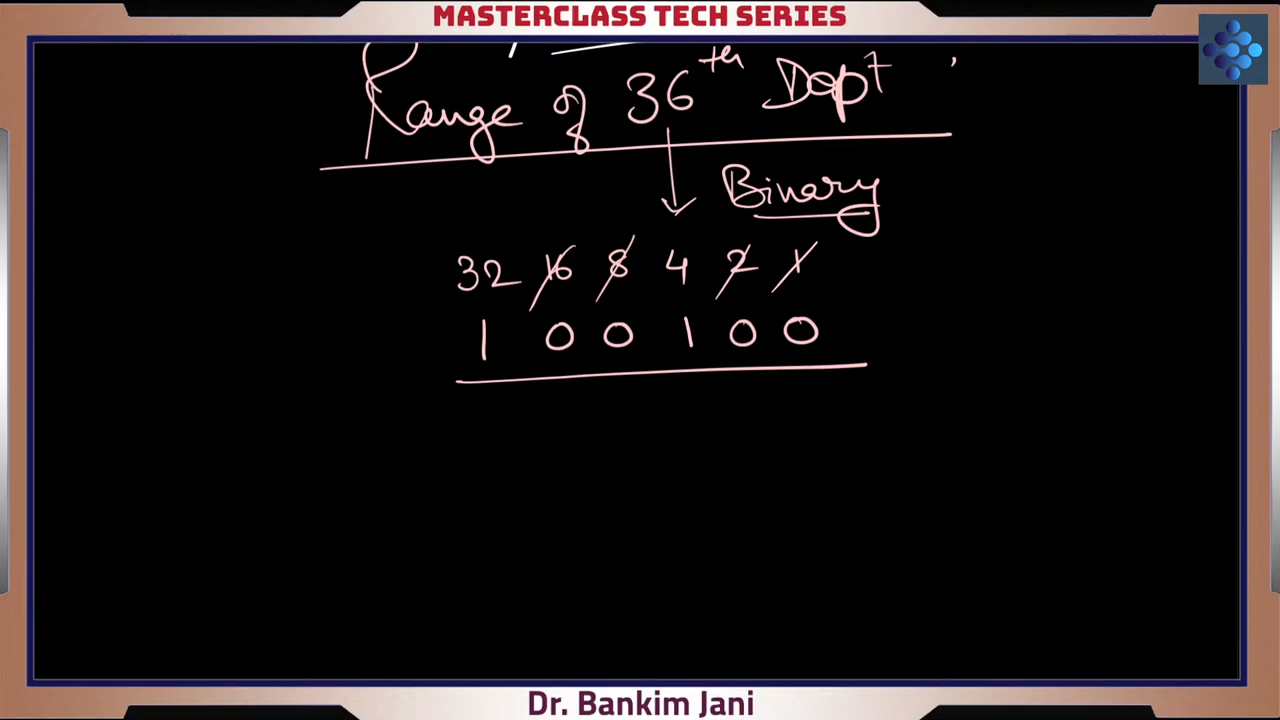 MASTERCLASS TECH SERIES
Range of 36th Dept
Binary
32 16 8 4 2 1
1 0 0 1 0 0
Dr. Bankim Jani